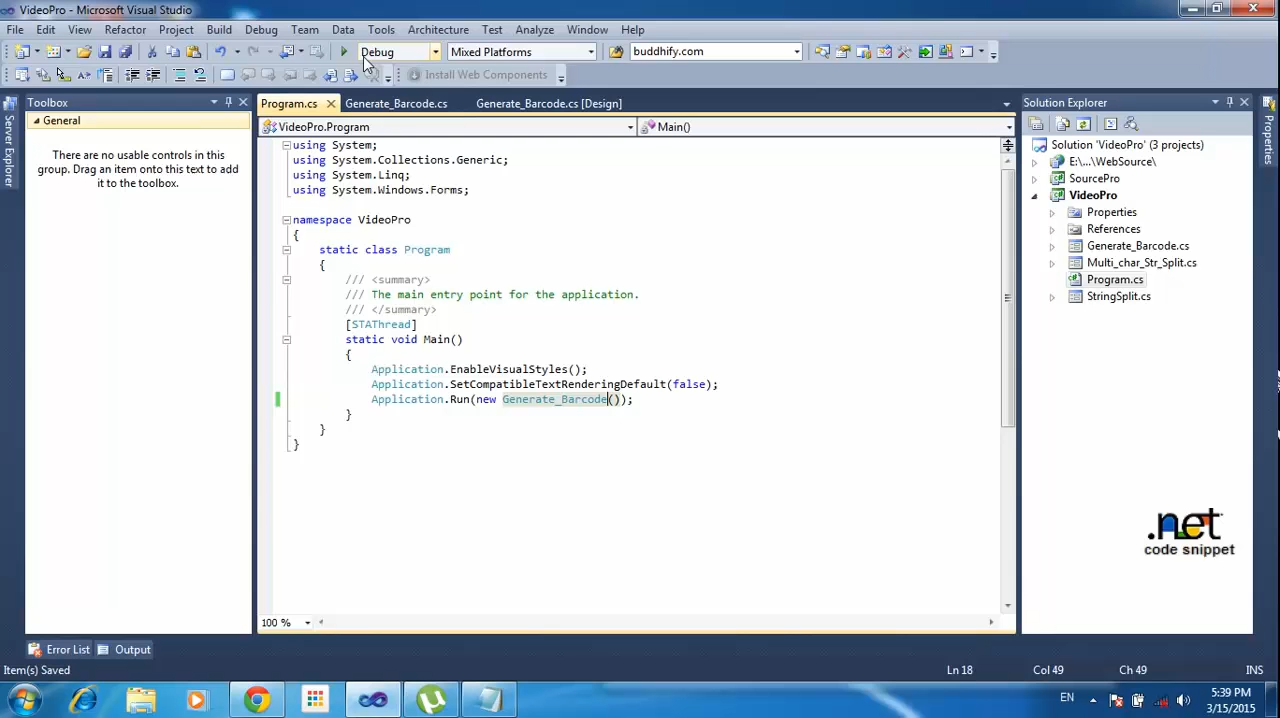 VideoPro - Microsoft Visual Studio
File Edit View Refactor Project Build Debug Team Data Tools Architecture Test Analyze Window Help
Debug Mixed Platforms buddhify.com
Install Web Components
Toolbox
General
There are no usable controls in this
group. Drag an item onto this text to add
it to the toolbox.
Server Explorer
Program.cs Generate_Barcode.cs Generate_Barcode.cs [Design]
VideoPro.Program Main()
using System;
using System.Collections.Generic;
using System.Linq;
using System.Windows.Forms;
namespace VideoPro
{
static class Program
{
/// <summary>
/// The main entry point for the application.
/// </summary>
[STAThread]
static void Main()
{
Application.EnableVisualStyles();
Application.SetCompatibleTextRenderingDefault(false);
Application.Run(new Generate_Barcode());
}
}
}
100 %
Solution Explorer
Solution 'VideoPro' (3 projects)
E:\...\WebSource\
SourcePro
VideoPro
Properties
References
Generate_Barcode.cs
Multi_char_Str_Split.cs
Program.cs
StringSplit.cs
Properties
.net
code snippet
Error List Output
Item(s) Saved Ln 18 Col 49 Ch 49 INS
EN
5:39 PM
3/15/2015